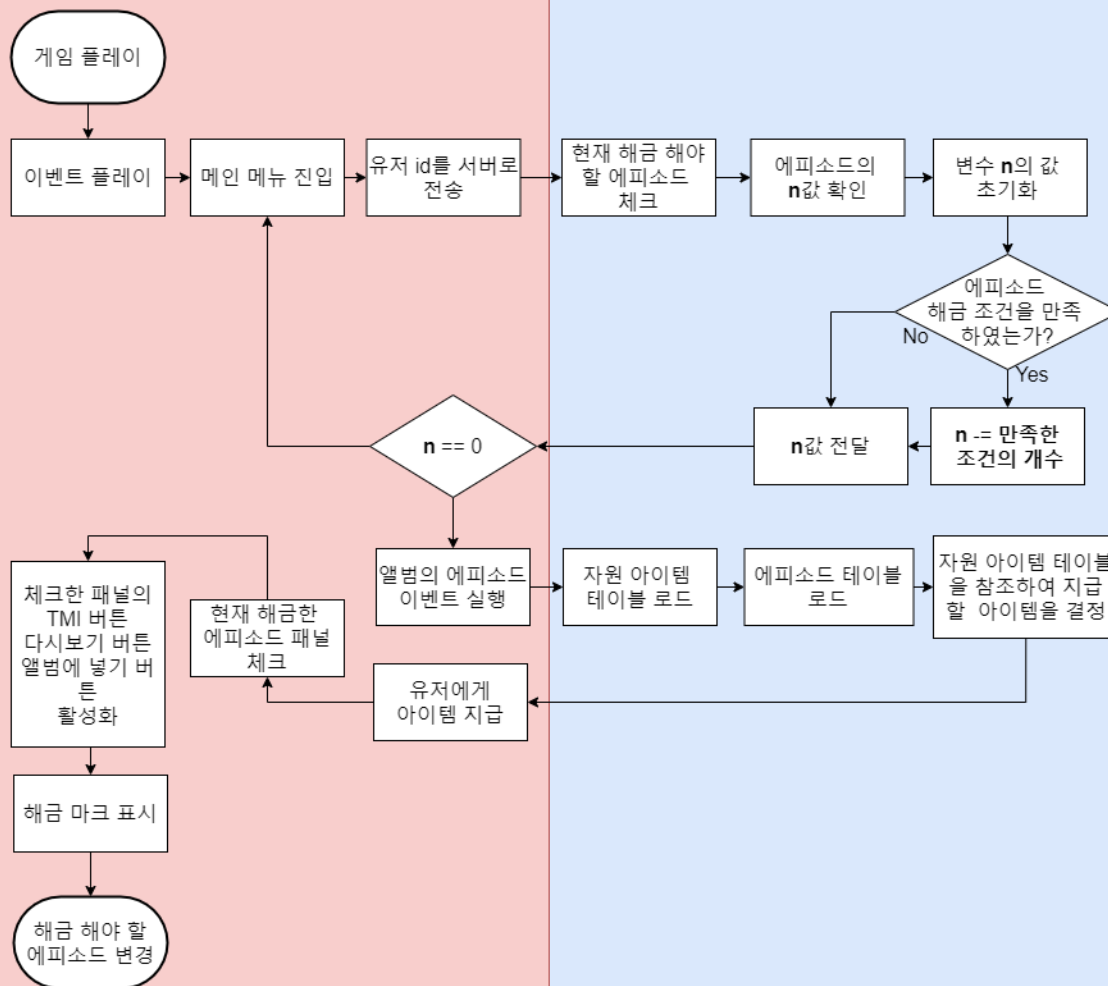 게임 플레이
이벤트 플레이
메인 메뉴 진입
유저 id를 서버로
전송
현재 해금 해야
할 에피소드
체크
에피소드의
n값 확인
변수 n의 값
초기화
에피소드
해금 조건을 만족
하였는가?
No
Yes
n == 0
n값 전달
n -= 만족한
조건의 개수
앨범의 에피소드
이벤트 실행
자원 아이템
테이블 로드
에피소드 테이블
로드
자원 아이템 테이블
을 참조하여 지급
할 아이템을 결정
유저에게
아이템 지급
현재 해금한
에피소드 패널
체크
체크한 패널의
TMI 버튼
다시보기 버튼
앨범에 넣기 버
튼
활성화
해금 마크 표시
해금 해야 할
에피소드 변경